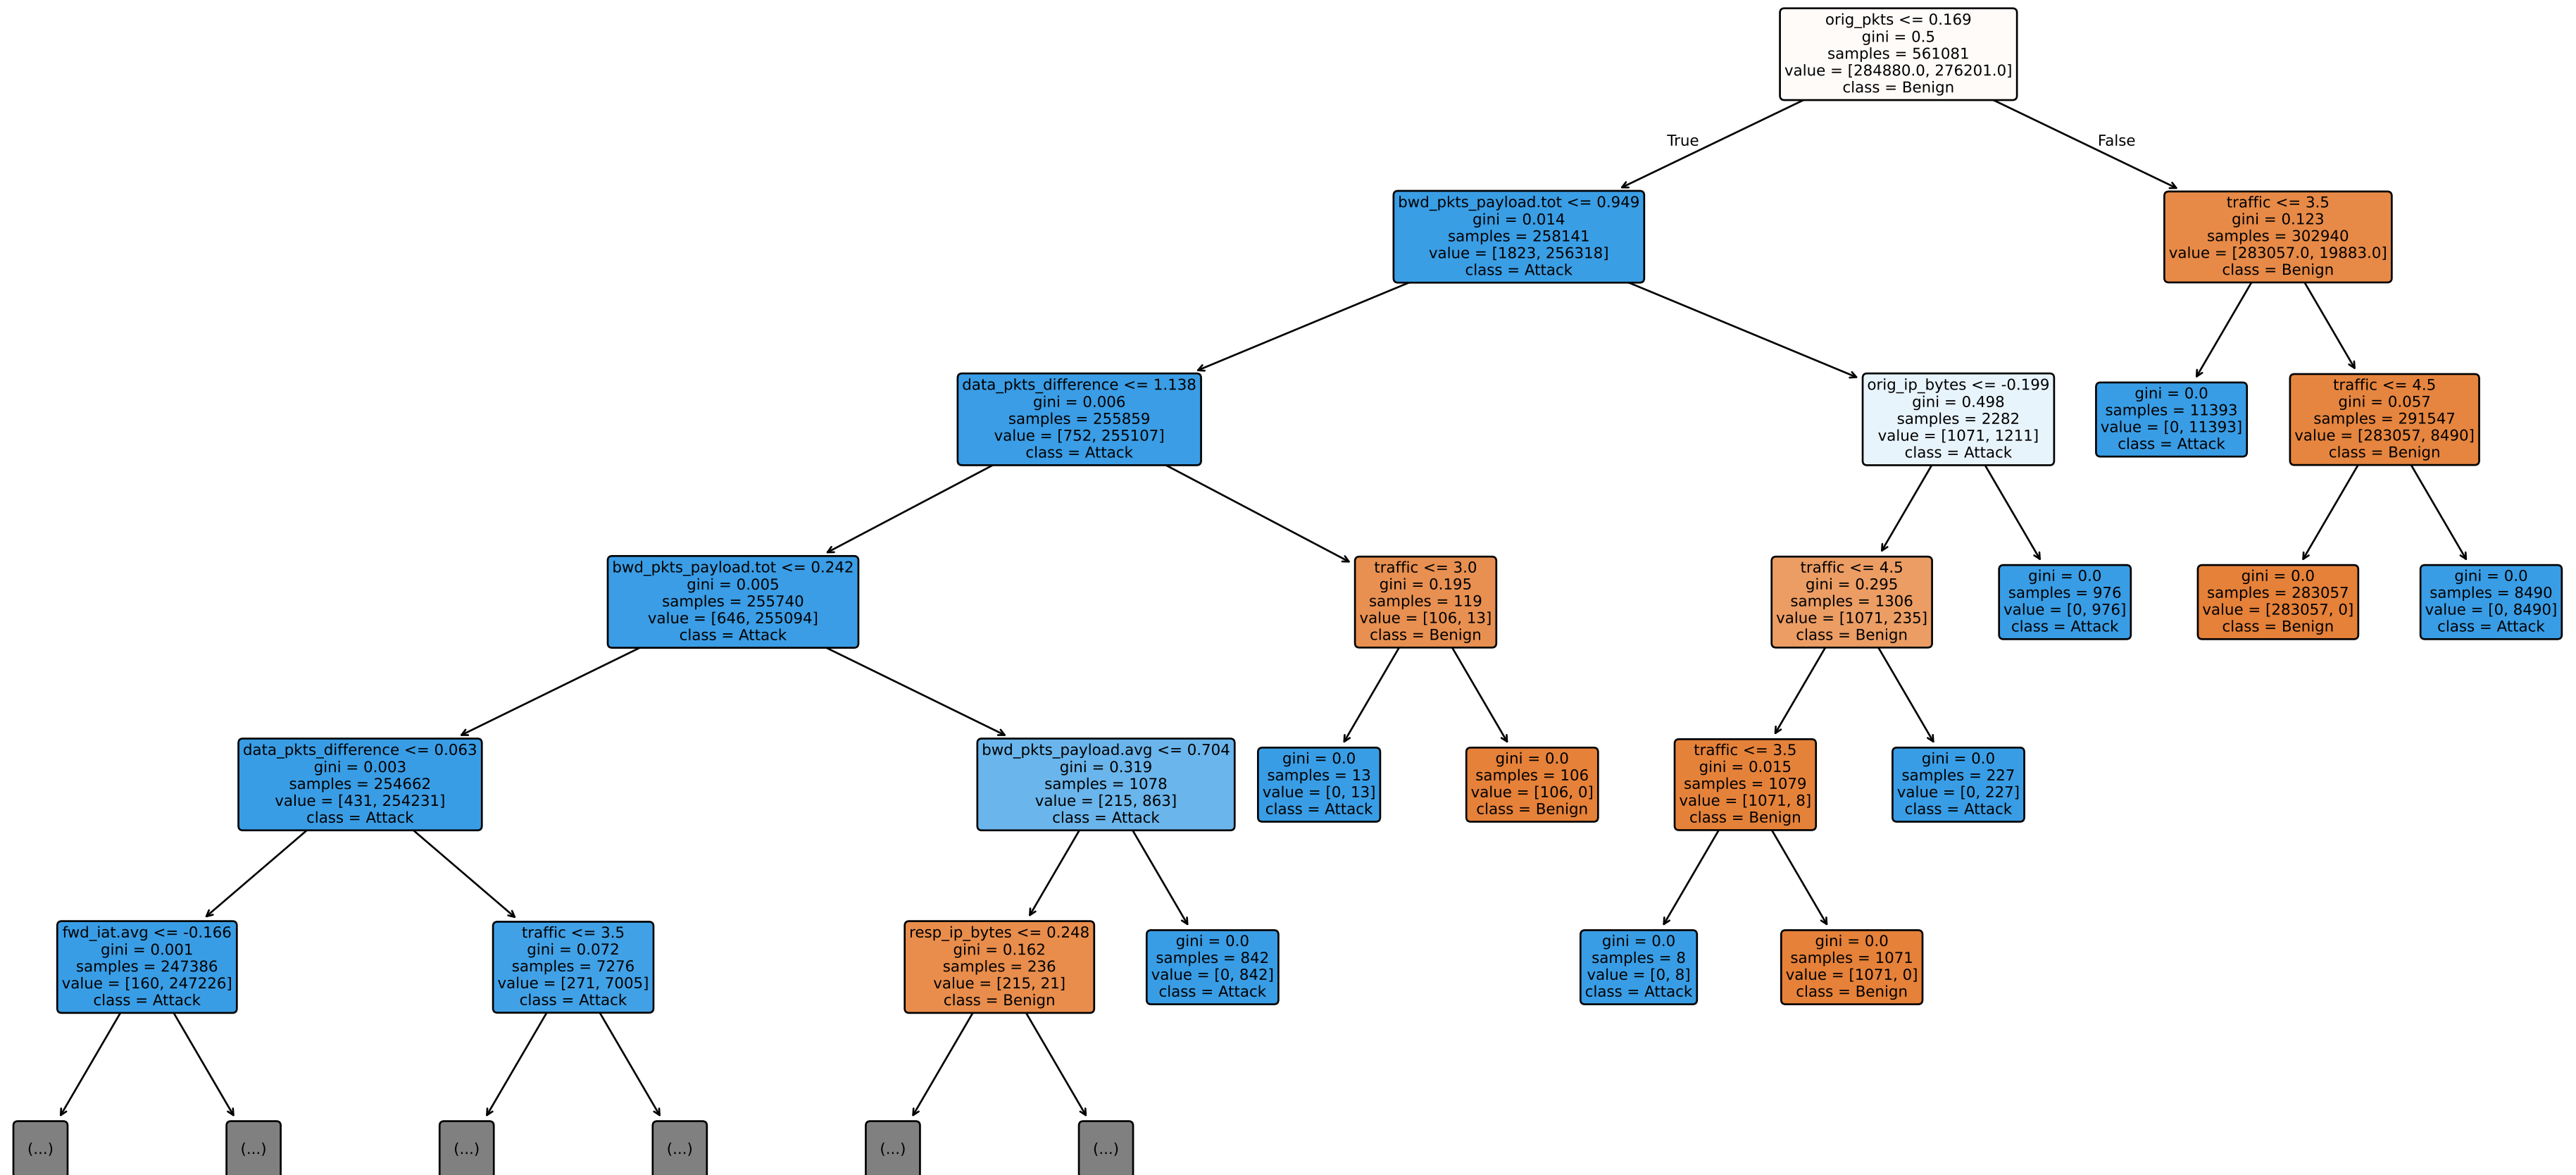 orig_pkts <= 0.169
gini = 0.5
samples = 561081
value = [284880.0, 276201.0]
class = Benign
True
False
bwd_pkts_payload.tot <= 0.949
gini = 0.014
samples = 258141
value = [1823, 256318]
class = Attack
traffic <= 3.5
gini = 0.123
samples = 302940
value = [283057.0, 19883.0]
class = Benign
data_pkts_difference <= 1.138
gini = 0.006
samples = 255859
value = [752, 255107]
class = Attack
orig_ip_bytes <= -0.199
gini = 0.498
samples = 2282
value = [1071, 1211]
class = Attack
gini = 0.0
samples = 11393
value = [0, 11393]
class = Attack
traffic <= 4.5
gini = 0.057
samples = 291547
value = [283057, 8490]
class = Benign
bwd_pkts_payload.tot <= 0.242
gini = 0.005
samples = 255740
value = [646, 255094]
class = Attack
traffic <= 3.0
gini = 0.195
samples = 119
value = [106, 13]
class = Benign
traffic <= 4.5
gini = 0.295
samples = 1306
value = [1071, 235]
class = Benign
gini = 0.0
samples = 976
value = [0, 976]
class = Attack
gini = 0.0
samples = 283057
value = [283057, 0]
class = Benign
gini = 0.0
samples = 8490
value = [0, 8490]
class = Attack
data_pkts_difference <= 0.063
gini = 0.003
samples = 254662
value = [431, 254231]
class = Attack
bwd_pkts_payload.avg <= 0.704
gini = 0.319
samples = 1078
value = [215, 863]
class = Attack
gini = 0.0
samples = 13
value = [0, 13]
class = Attack
gini = 0.0
samples = 106
value = [106, 0]
class = Benign
traffic <= 3.5
gini = 0.015
samples = 1079
value = [1071, 8]
class = Benign
gini = 0.0
samples = 227
value = [0, 227]
class = Attack
fwd_iat.avg <= -0.166
gini = 0.001
samples = 247386
value = [160, 247226]
class = Attack
traffic <= 3.5
gini = 0.072
samples = 7276
value = [271, 7005]
class = Attack
resp_ip_bytes <= 0.248
gini = 0.162
samples = 236
value = [215, 21]
class = Benign
gini = 0.0
samples = 842
value = [0, 842]
class = Attack
gini = 0.0
samples = 8
value = [0, 8]
class = Attack
gini = 0.0
samples = 1071
value = [1071, 0]
class = Benign
(...)
(...)
(...)
(...)
(...)
(...)